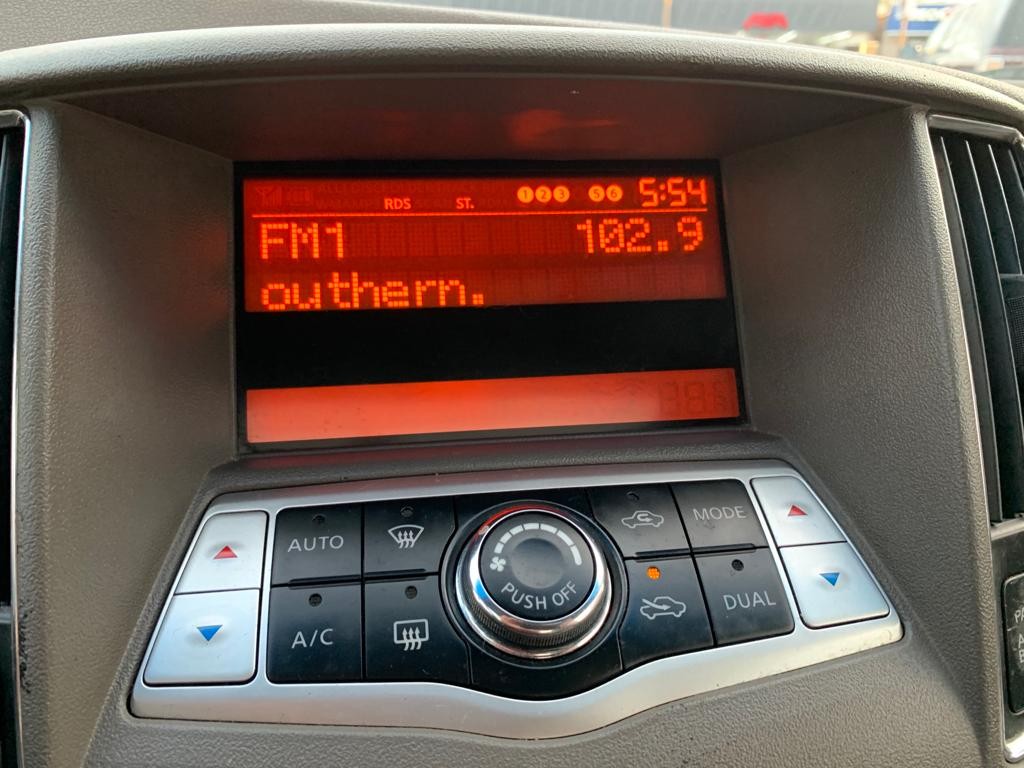 RDS ST. 1 2 3 5 6 5:54
FM1 102.9
outhern.
AUTO
MODE
PUSH OFF
A/C
DUAL